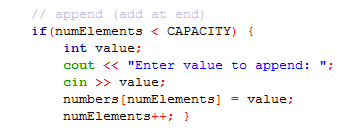 // append (add at end)
if(numElements < CAPACITY) {
int value;
cout << "Enter value to append: ";
cin >> value;
numbers[numElements] = value;
numElements++; }